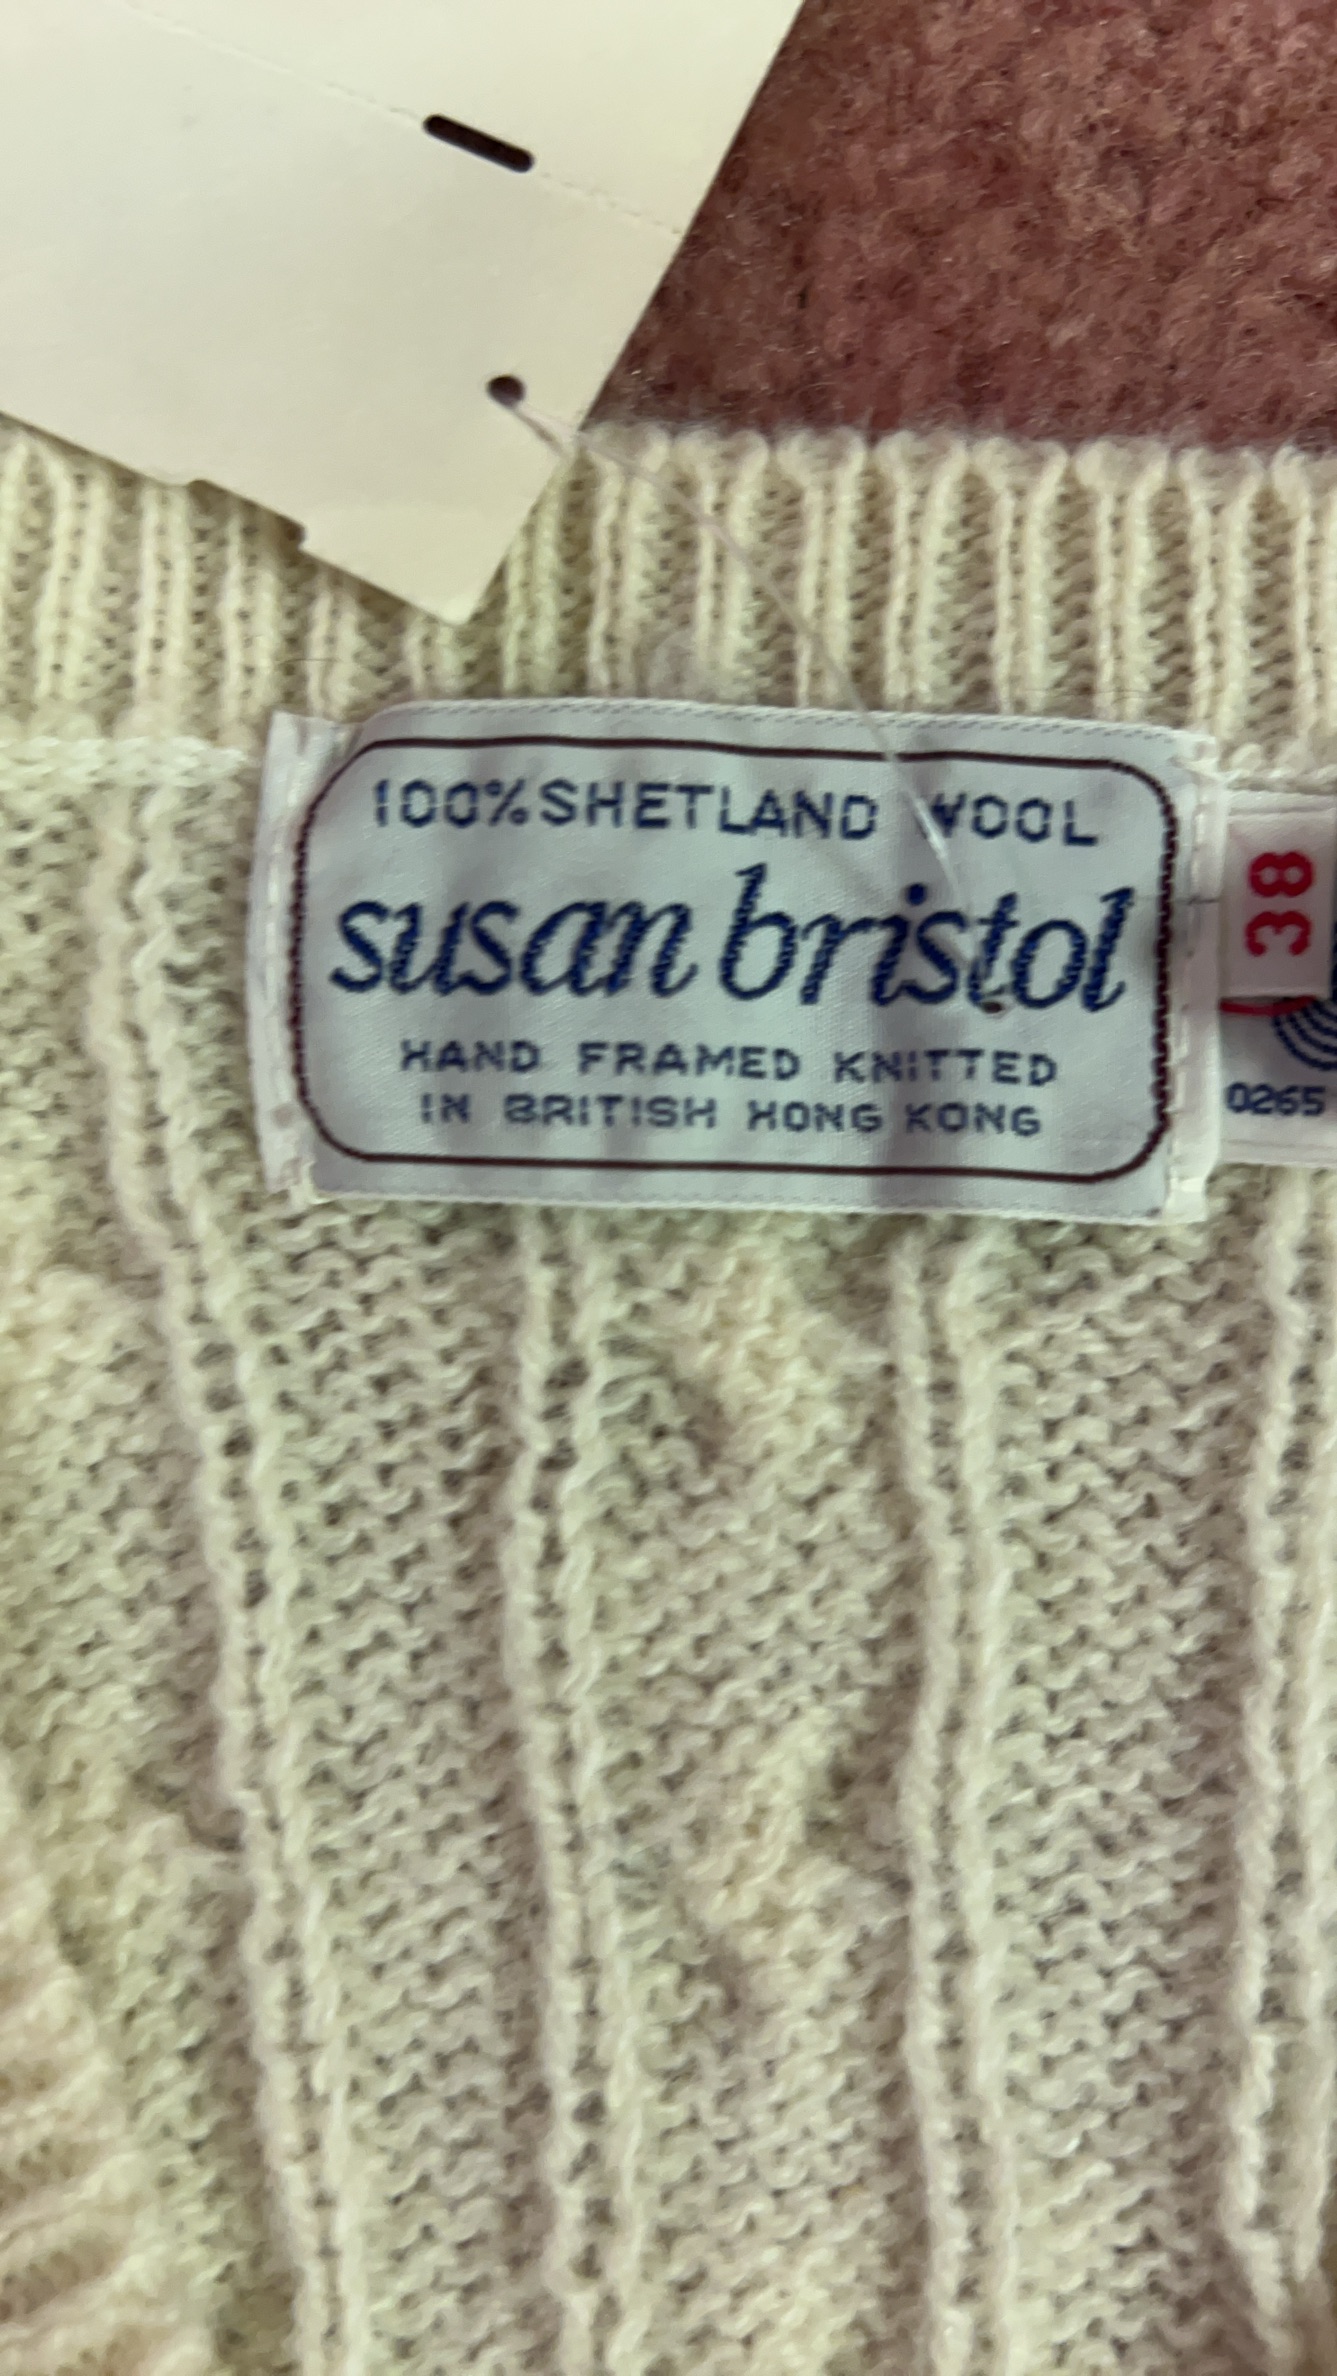 100% SHETLAND WOOL
susan bristol
HAND FRAMED KNITTED
IN BRITISH HONG KONG
38
0265